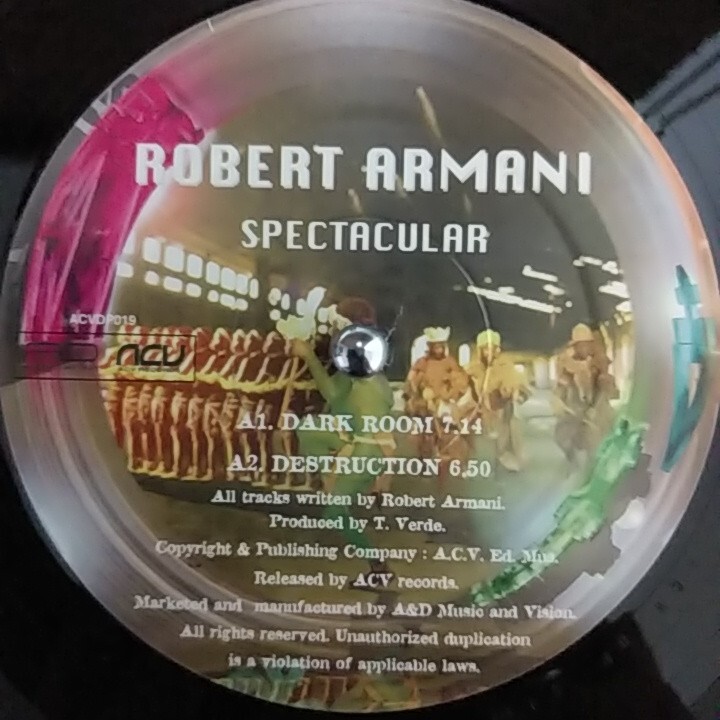 ROBERT ARMANI
SPECTACULAR
ACVDP019
ACV
A1. DARK ROOM 7.14
A2. DESTRUCTION 6.50
All tracks written by Robert Armani.
Produced by T. Verde.
Copyright & Publishing Company : A.C.V. Ed. Mus.
Released by ACV records.
Marketed and manufactured by A&D Music and Vision.
All rights reserved. Unauthorized duplication
is a violation of applicable laws.